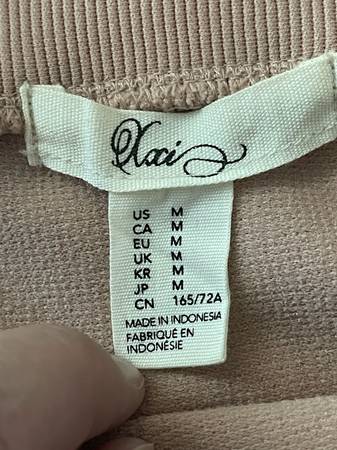 Xxi
US M
CA M
EU M
UK M
KR M
JP M
CN 165/72A
MADE IN INDONESIA
FABRIQUÉ EN
INDONÉSIE